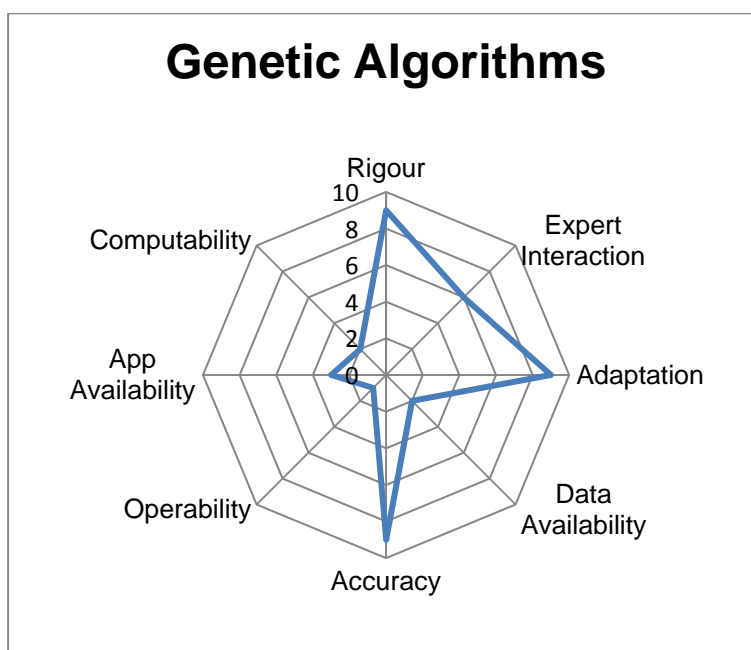 Genetic Algorithms
Rigour
10
8
6
4
2
0
Expert
Interaction
Adaptation
Data
Availability
Accuracy
Operability
App
Availability
Computability